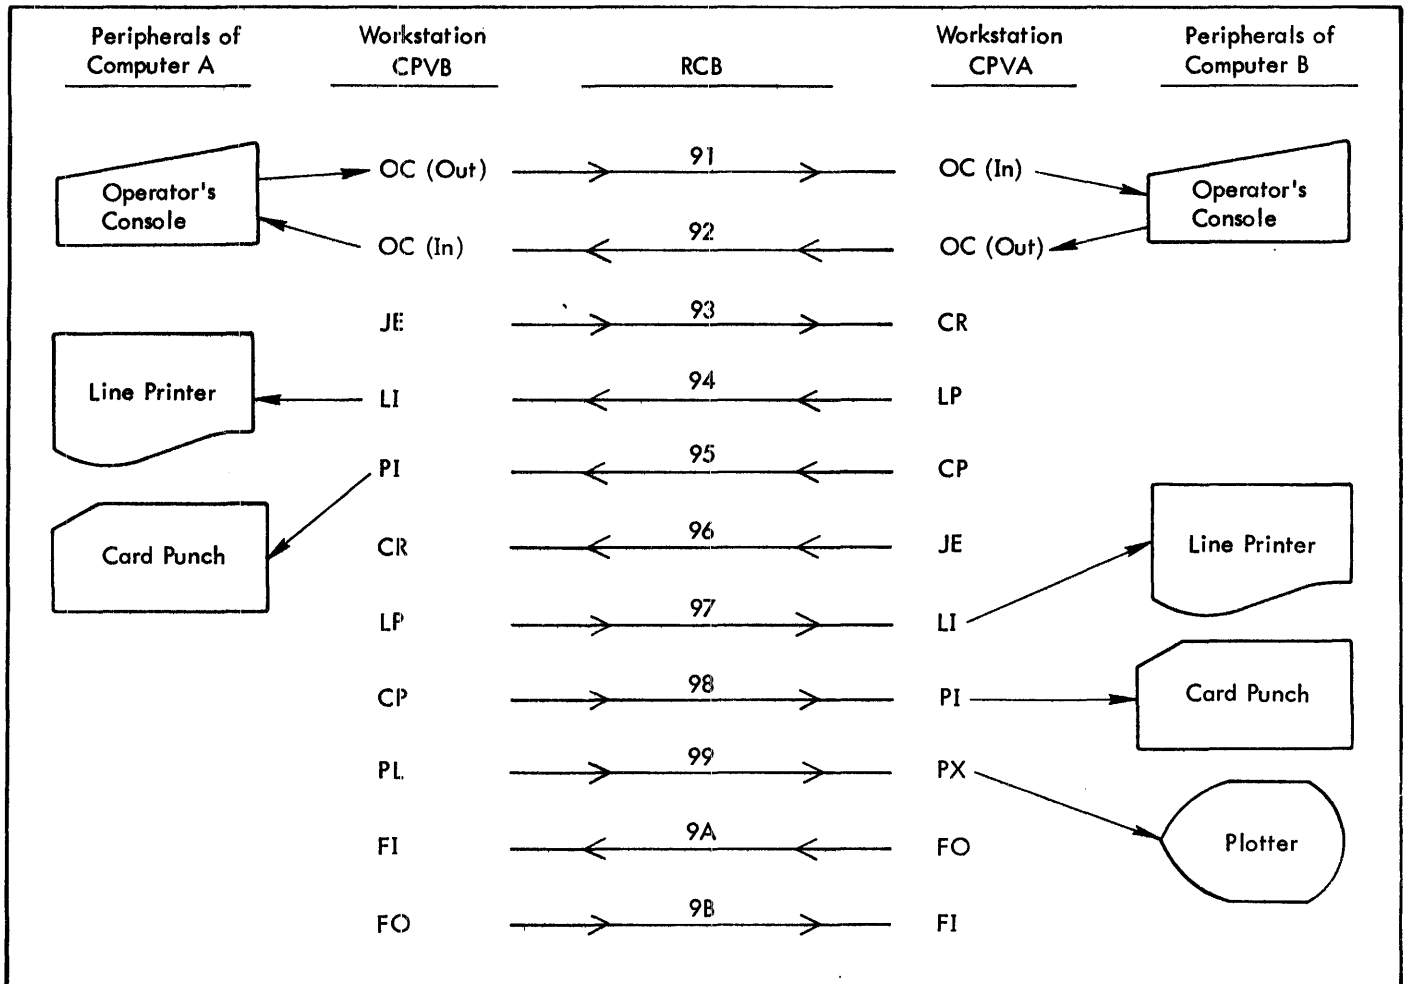 Peripherals of Computer A
Workstation CPVB
RCB
Workstation CPVA
Peripherals of Computer B
Operator's Console
OC (Out)
91
OC (In)
Operator's Console
OC (In)
92
OC (Out)
JE
93
CR
Line Printer
LI
94
LP
PI
95
CP
Card Punch
CR
96
JE
Line Printer
LP
97
LI
CP
98
PI
Card Punch
PL
99
PX
Plotter
FI
9A
FO
FO
9B
FI